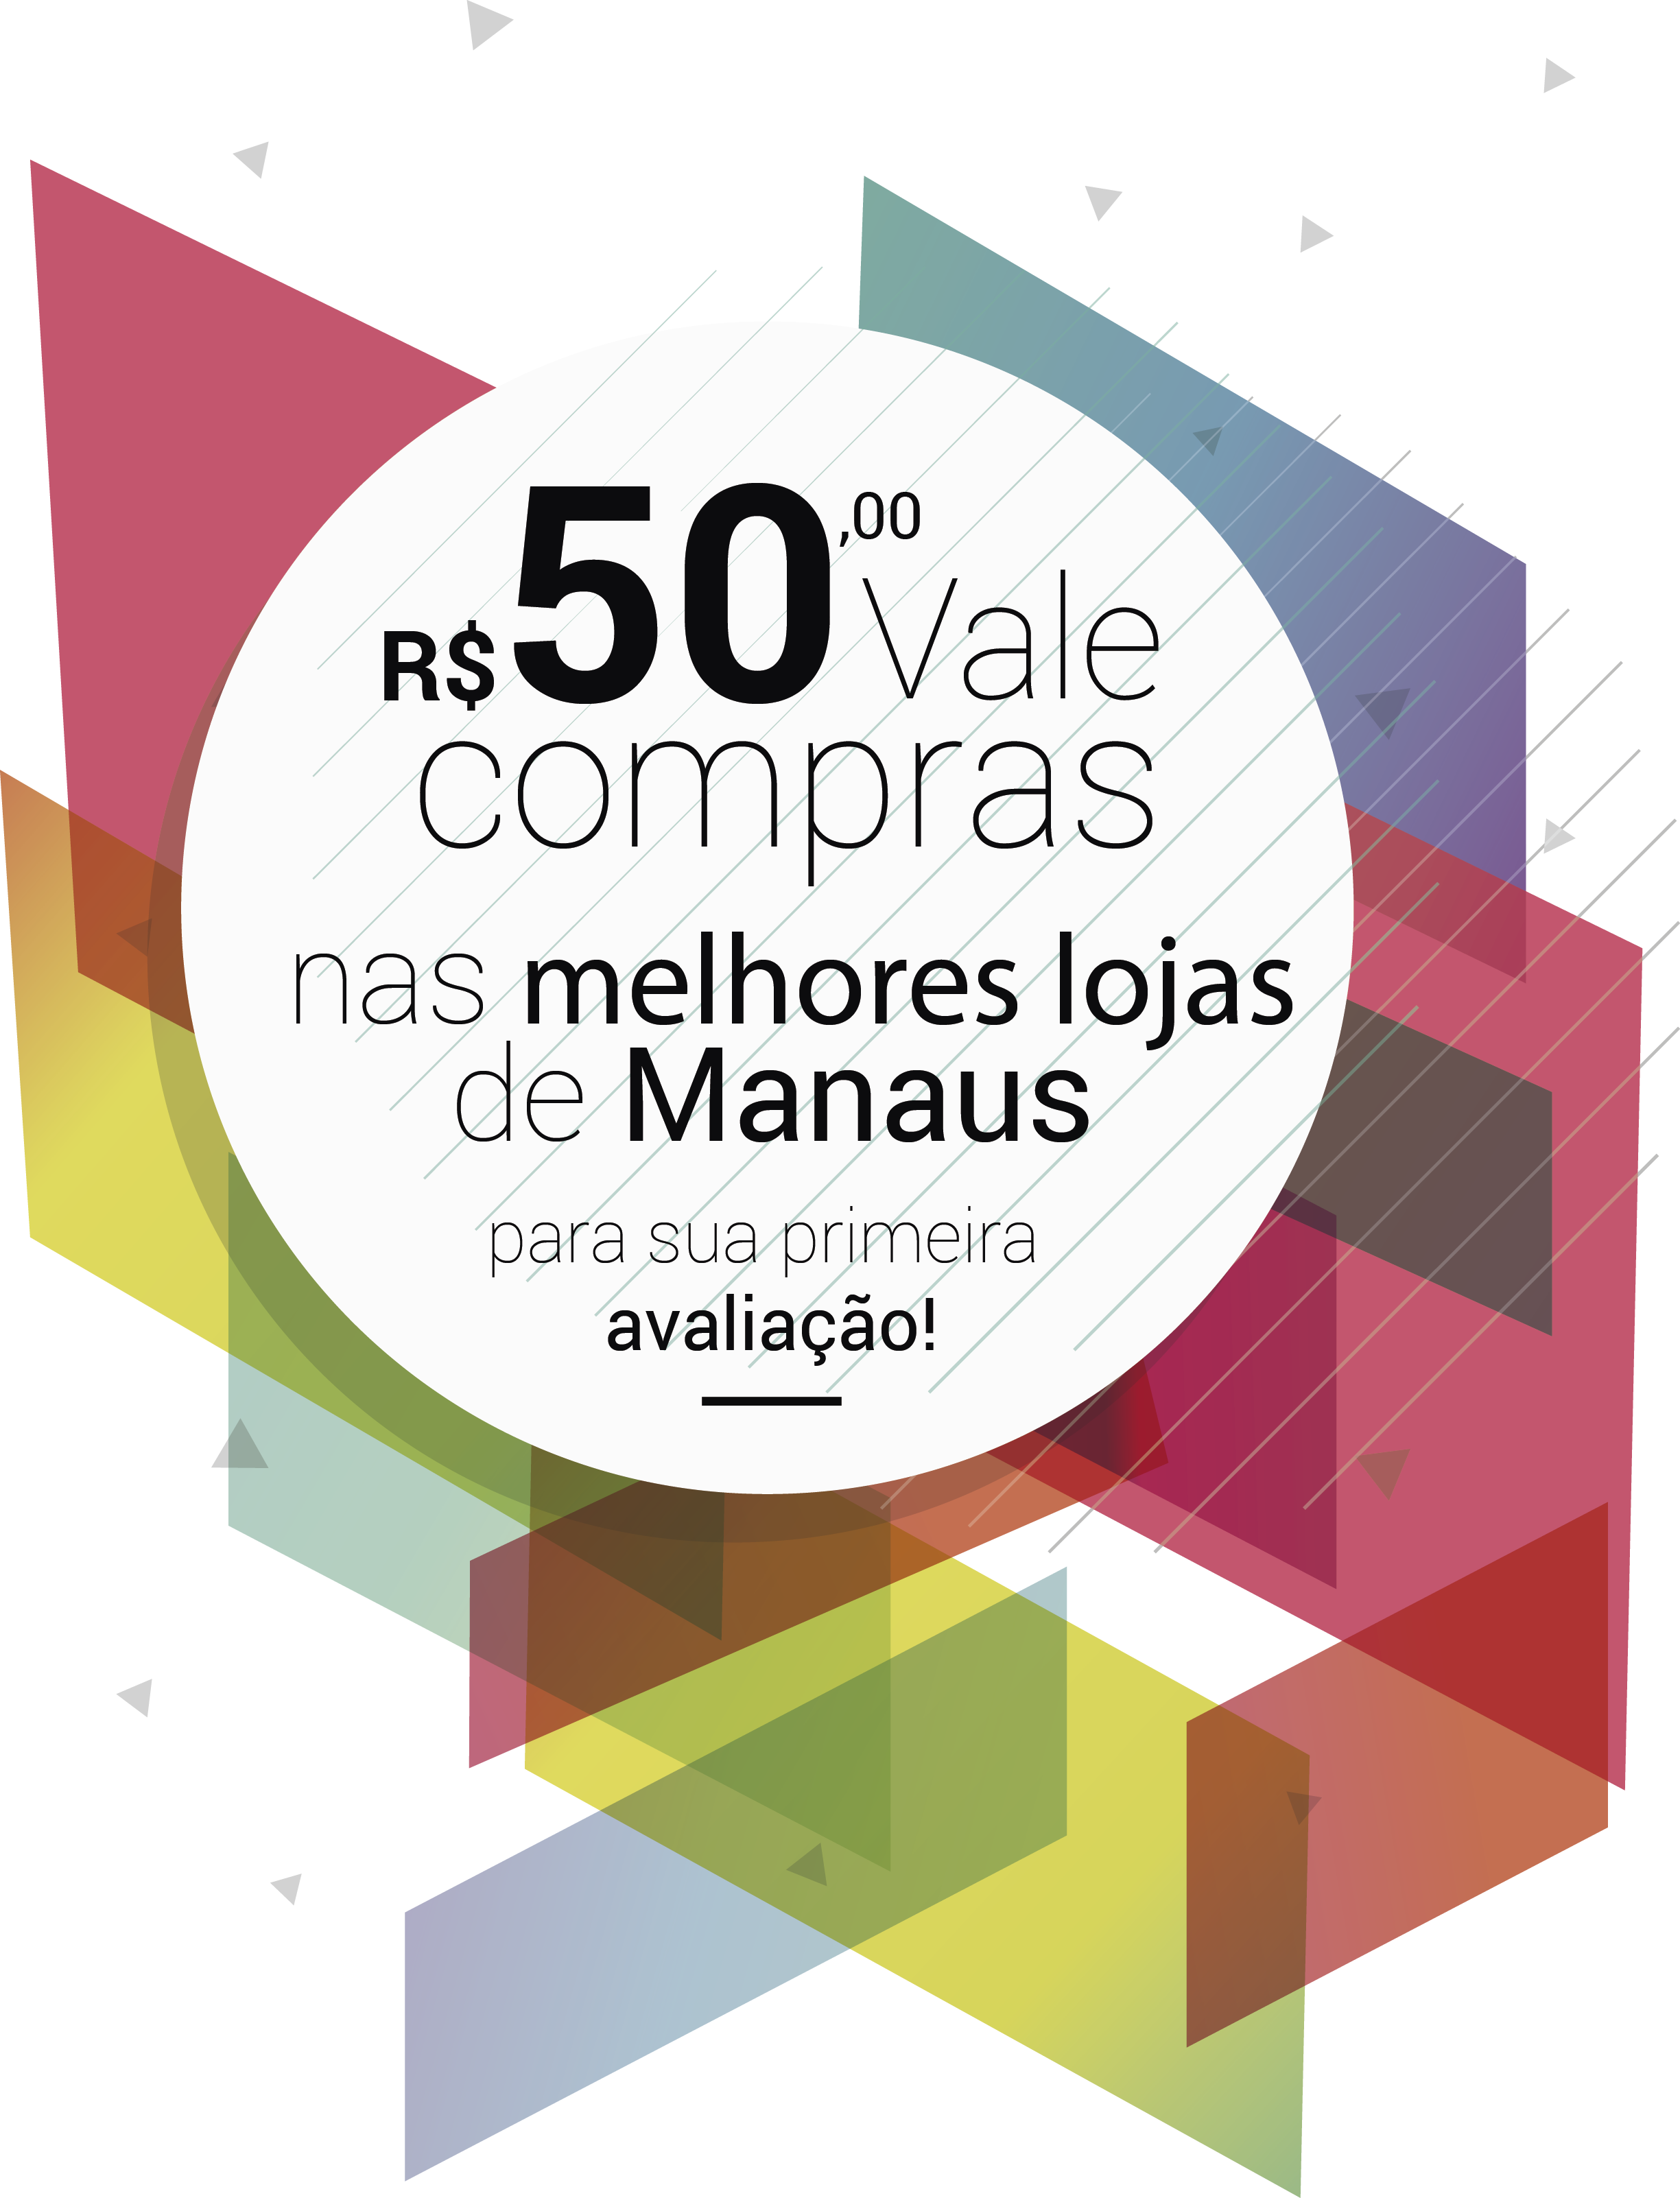 R$50,00 Vale
compras
nas melhores lojas
de Manaus
para sua primeira
avaliação!